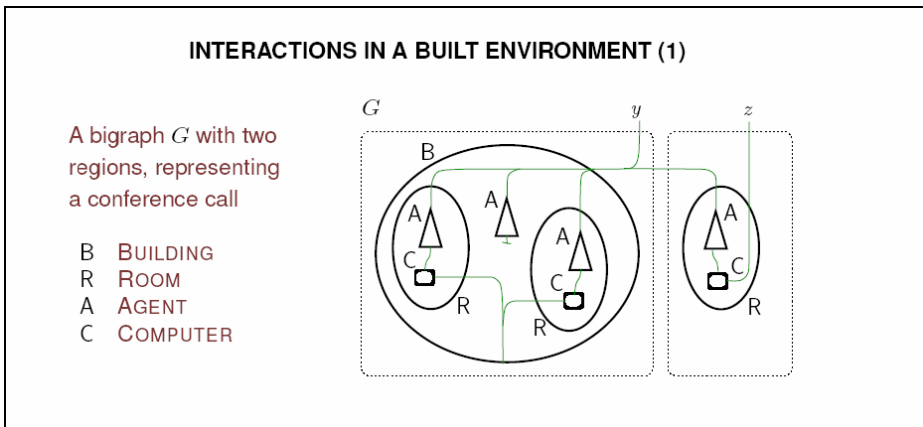 INTERACTIONS IN A BUILT ENVIRONMENT (1)
A bigraph G with two
regions, representing
a conference call
B BUILDING
R ROOM
A AGENT
C COMPUTER
G
y
z
B
A
A
A
A
C
C
C
R
R
R